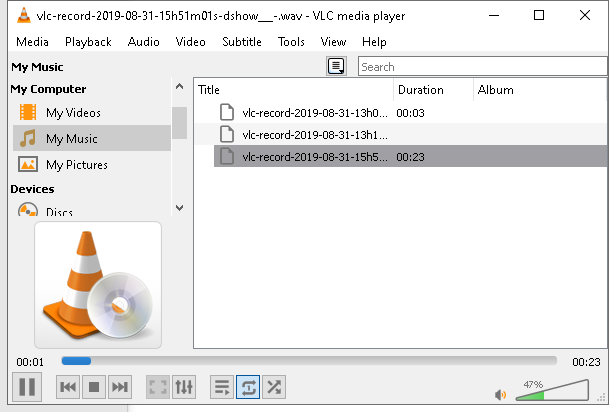 vlc-record-2019-08-31-15h51m01s-dshow__-.wav - VLC media player
Media Playback Audio Video Subtitle Tools View Help
My Music
Search
My Computer
My Videos
My Music
My Pictures
Devices
Discs
Title Duration Album
vlc-record-2019-08-31-13h0... 00:03
vlc-record-2019-08-31-13h1...
vlc-record-2019-08-31-15h5... 00:23
00:01 00:23
47%